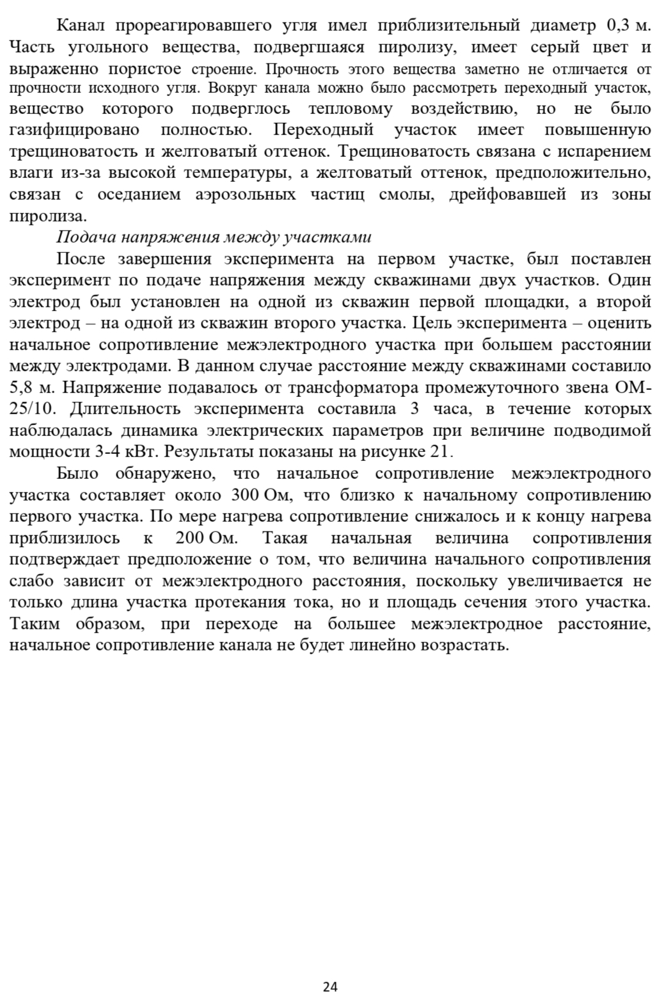 Канал прореагировавшего угля имел приблизительный диаметр 0,3 м.
Часть угольного вещества, подвергшаяся пиролизу, имеет серый цвет и
выраженно пористое строение. Прочность этого вещества заметно не отличается от
прочности исходного угля. Вокруг канала можно было рассмотреть переходный участок,
вещество которого подверглось тепловому воздействию, но не было
газифицировано полностью. Переходный участок имеет повышенную
трещиноватость и желтоватый оттенок. Трещиноватость связана с испарением
влаги из-за высокой температуры, а желтоватый оттенок, предположительно,
связан с оседанием аэрозольных частиц смолы, дрейфовавшей из зоны
пиролиза.
Подача напряжения между участками
После завершения эксперимента на первом участке, был поставлен
эксперимент по подаче напряжения между скважинами двух участков. Один
электрод был установлен на одной из скважин первой площадки, а второй
электрод – на одной из скважин второго участка. Цель эксперимента – оценить
начальное сопротивление межэлектродного участка при большем расстоянии
между электродами. В данном случае расстояние между скважинами составило
5,8 м. Напряжение подавалось от трансформатора промежуточного звена ОМ-
25/10. Длительность эксперимента составила 3 часа, в течение которых
наблюдалась динамика электрических параметров при величине подводимой
мощности 3-4 кВт. Результаты показаны на рисунке 21.
Было обнаружено, что начальное сопротивление межэлектродного
участка составляет около 300 Ом, что близко к начальному сопротивлению
первого участка. По мере нагрева сопротивление снижалось и к концу нагрева
приблизилось к 200 Ом. Такая начальная величина сопротивления
подтверждает предположение о том, что величина начального сопротивления
слабо зависит от межэлектродного расстояния, поскольку увеличивается не
только длина участка протекания тока, но и площадь сечения этого участка.
Таким образом, при переходе на большее межэлектродное расстояние,
начальное сопротивление канала не будет линейно возрастать.
24